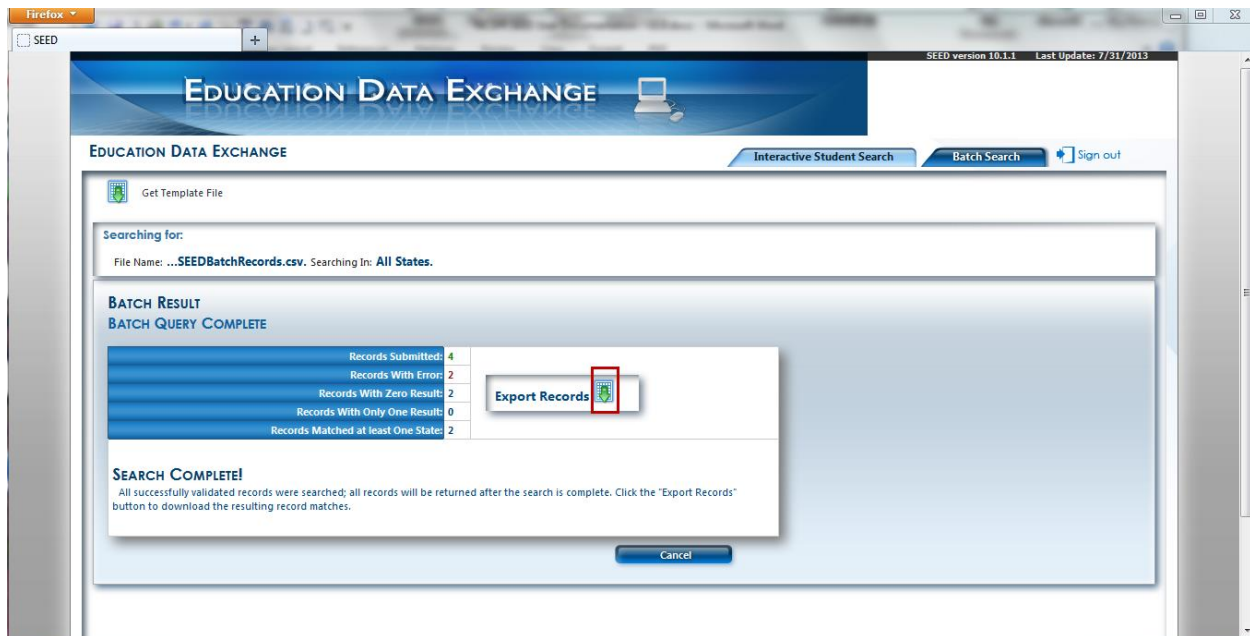 Firefox
SEED
+
SEED version 10.1.1 Last Update: 7/31/2013
EDUCATION DATA EXCHANGE
EDUCATION DATA EXCHANGE
Interactive Student Search
Batch Search
Sign out
Get Template File
Searching for:
File Name: ...SEEDBatchRecords.csv. Searching In: All States.
BATCH RESULT
BATCH QUERY COMPLETE
Records Submitted: 4
Records With Error: 2
Records With Zero Result: 2
Records With Only One Result: 0
Records Matched at least One State: 2
Export Records
SEARCH COMPLETE!
All successfully validated records were searched; all records will be returned after the search is complete. Click the "Export Records"
button to download the resulting record matches.
Cancel